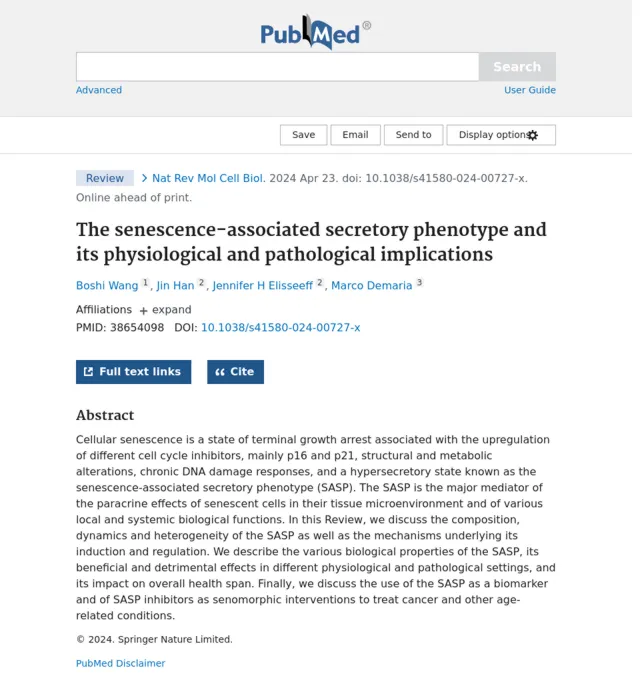 PubMed®
Search
Advanced
User Guide
Save
Email
Send to
Display options
Review
Nat Rev Mol Cell Biol. 2024 Apr 23. doi: 10.1038/s41580-024-00727-x.
Online ahead of print.
The senescence-associated secretory phenotype and
its physiological and pathological implications
Boshi Wang 1, Jin Han 2, Jennifer H Elisseeff 2, Marco Demaria 3
Affiliations + expand
PMID: 38654098 DOI: 10.1038/s41580-024-00727-x
Full text links
Cite
Abstract
Cellular senescence is a state of terminal growth arrest associated with the upregulation
of different cell cycle inhibitors, mainly p16 and p21, structural and metabolic
alterations, chronic DNA damage responses, and a hypersecretory state known as the
senescence-associated secretory phenotype (SASP). The SASP is the major mediator of
the paracrine effects of senescent cells in their tissue microenvironment and of various
local and systemic biological functions. In this Review, we discuss the composition,
dynamics and heterogeneity of the SASP as well as the mechanisms underlying its
induction and regulation. We describe the various biological properties of the SASP, its
beneficial and detrimental effects in different physiological and pathological settings, and
its impact on overall health span. Finally, we discuss the use of the SASP as a biomarker
and of SASP inhibitors as senomorphic interventions to treat cancer and other age-
related conditions.
© 2024. Springer Nature Limited.
PubMed Disclaimer